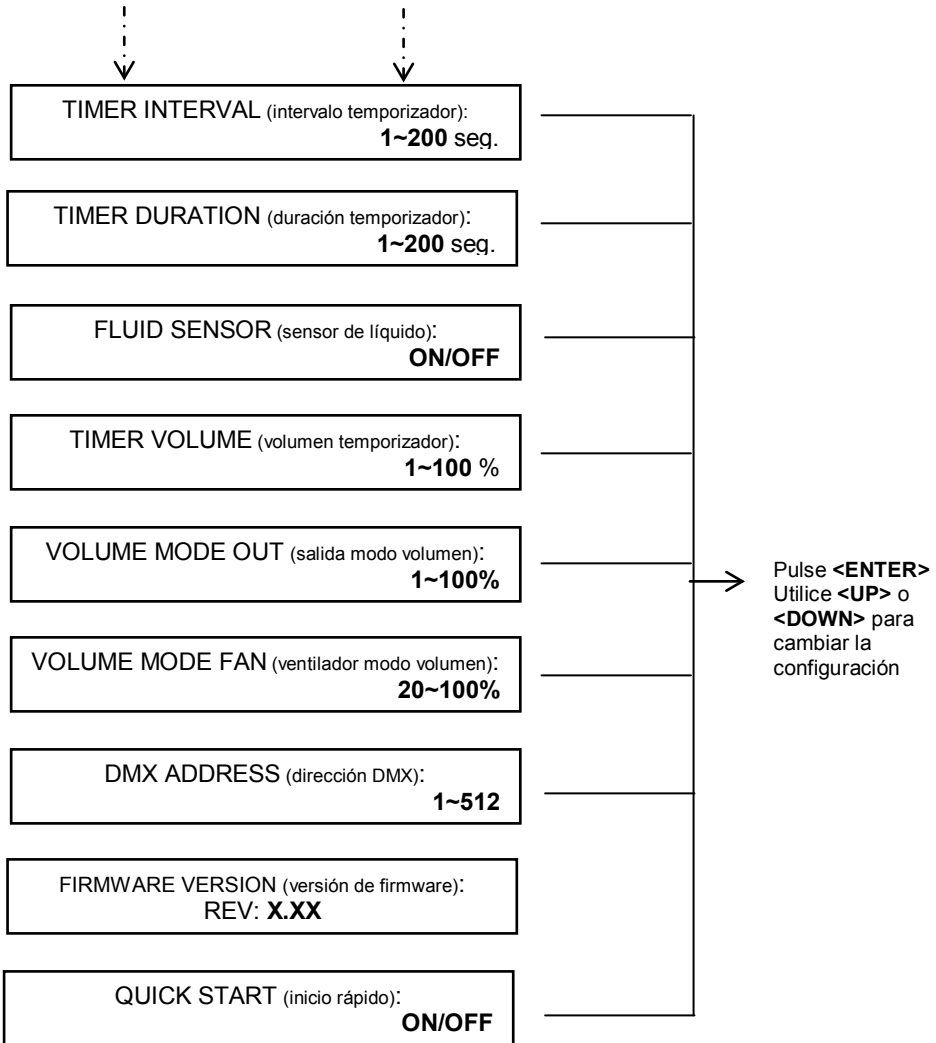 TIMER INTERVAL (intervalo temporizador):
1~200 seg.
TIMER DURATION (duración temporizador):
1~200 seg.
FLUID SENSOR (sensor de líquido):
ON/OFF
TIMER VOLUME (volumen temporizador):
1~100 %
VOLUME MODE OUT (salida modo volumen):
1~100%
VOLUME MODE FAN (ventilador modo volumen):
20~100%
DMX ADDRESS (dirección DMX):
1~512
FIRMWARE VERSION (versión de firmware):
REV: X.XX
QUICK START (inicio rápido):
ON/OFF
Pulse <ENTER>
Utilice <UP> o
<DOWN> para
cambiar la
configuración